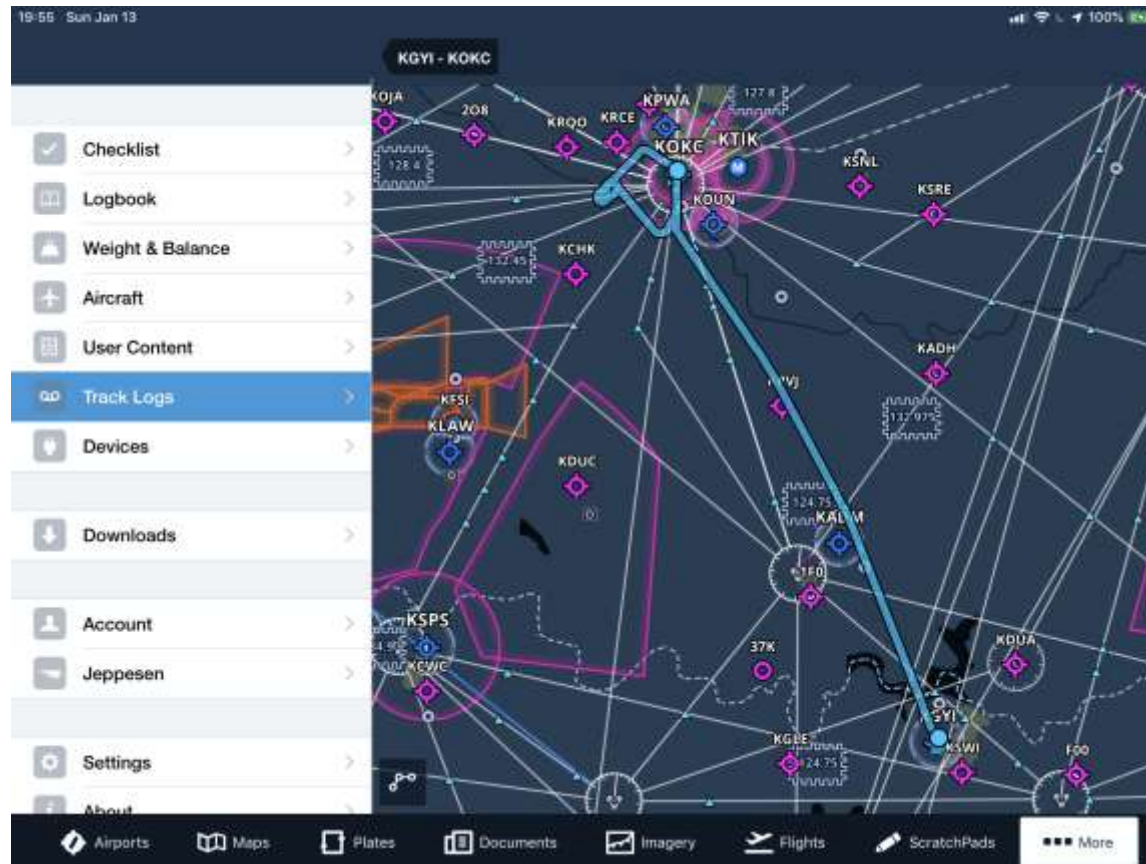 19:55 Sun Jan 13
100%
KGYI - KOKC
Checklist
Logbook
Weight & Balance
Aircraft
User Content
Track Logs
Devices
Downloads
Account
Jeppesen
Settings
About
KOJA
2O8
KRQO
KRCE
KPWA
127.8
KOKC
KTIK
M
128.4
KSNL
KSRE
KOUN
KCHK
132.45
KADH
132.975
KFSI
KLAW
KDUC
D
124.75
1F0
KSPS
KCWC
37K
KDUA
KGLE
124.75
KSWI
F00
Airports
Maps
Plates
Documents
Imagery
Flights
ScratchPads
More